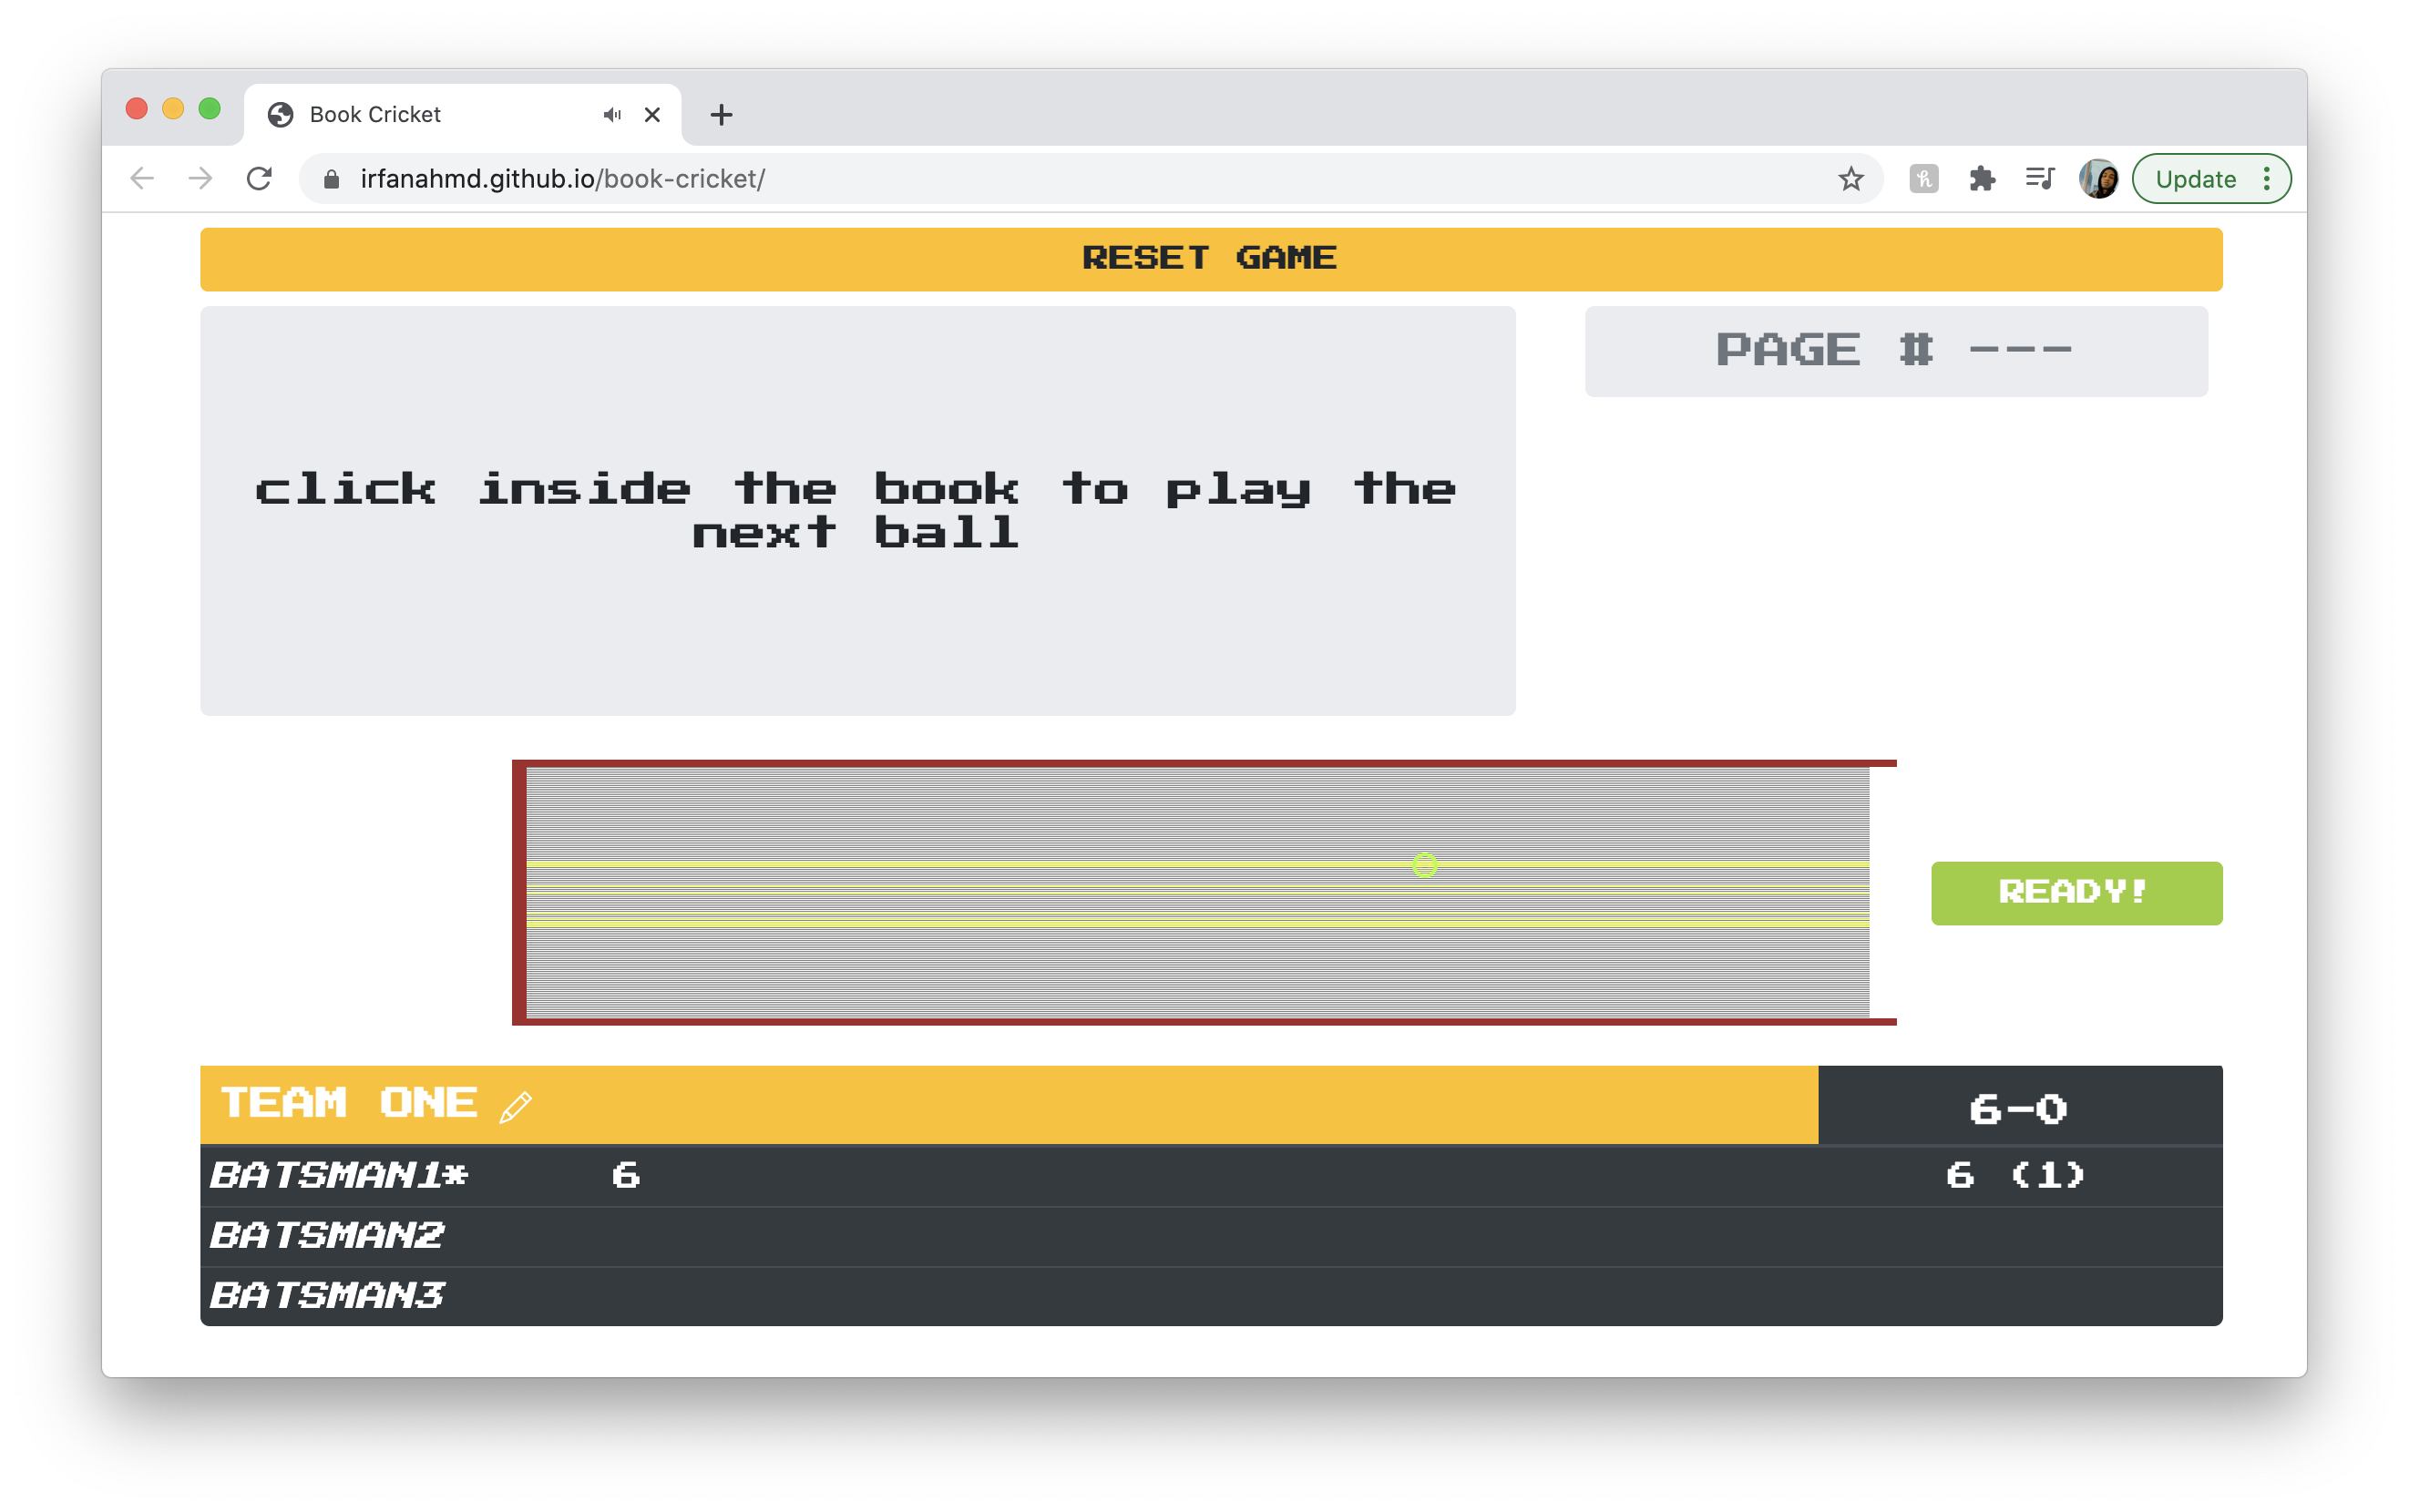 Book Cricket
irfanahmd.github.io/book-cricket/
Update
RESET GAME
PAGE # ---
click inside the book to play the
next ball
READY!
TEAM ONE 6-0
BATSMAN1* 6 6 (1)
BATSMAN2
BATSMAN3